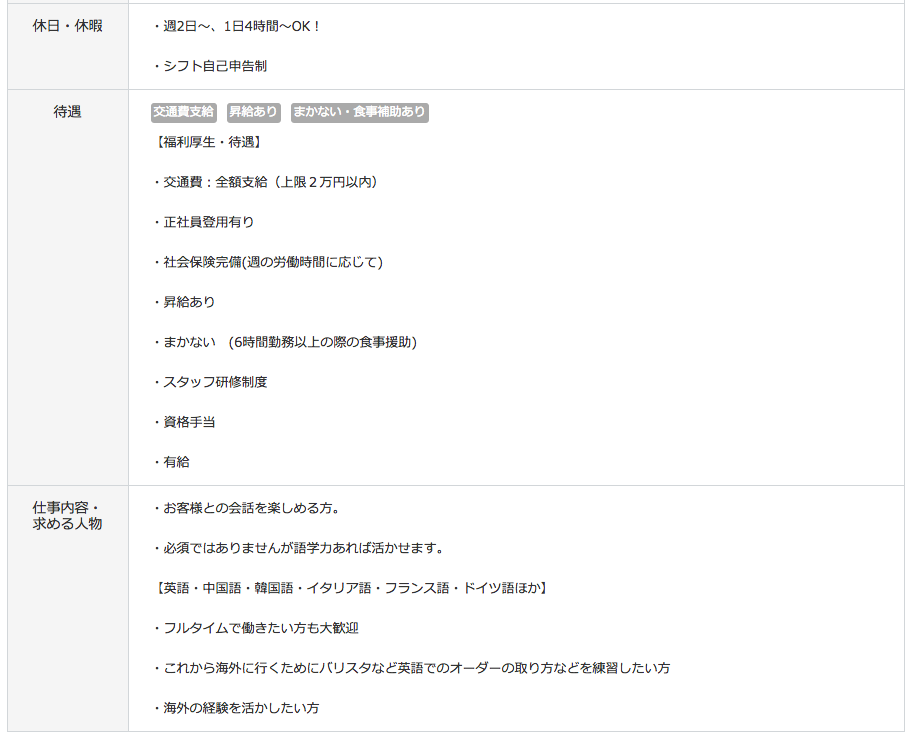 休日・休暇
・週2日～、1日4時間～OK！
・シフト自己申告制
待遇
交通費支給 昇給あり まかない・食事補助あり
【福利厚生・待遇】
・交通費：全額支給（上限２万円以内）
・正社員登用有り
・社会保険完備(週の労働時間に応じて)
・昇給あり
・まかない　(6時間勤務以上の際の食事援助)
・スタッフ研修制度
・資格手当
・有給
仕事内容・
求める人物
・お客様との会話を楽しめる方。
・必須ではありませんが語学力あれば活かせます。
【英語・中国語・韓国語・イタリア語・フランス語・ドイツ語ほか】
・フルタイムで働きたい方も大歓迎
・これから海外に行くためにバリスタなど英語でのオーダーの取り方などを練習したい方
・海外の経験を活かしたい方